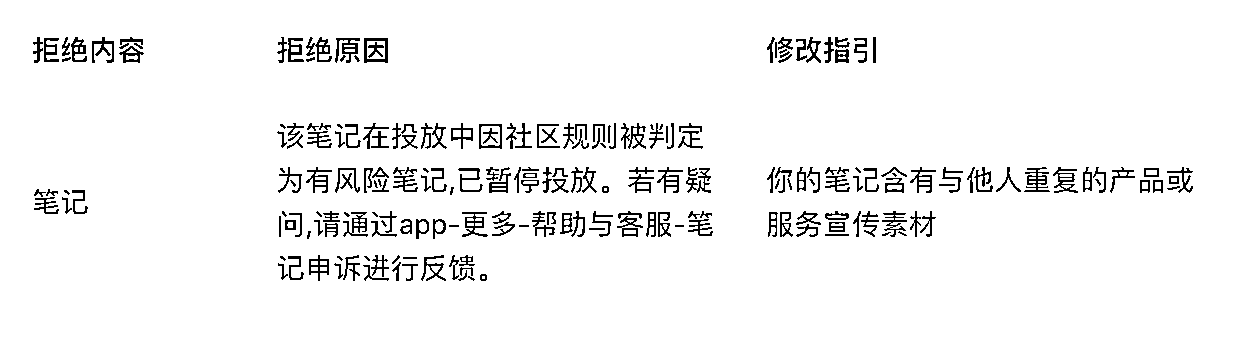 拒绝内容
拒绝原因
修改指引
笔记
该笔记在投放中因社区规则被判定
为有风险笔记,已暂停投放。若有疑
问,请通过app-更多-帮助与客服-笔
记申诉进行反馈。
你的笔记含有与他人重复的产品或
服务宣传素材